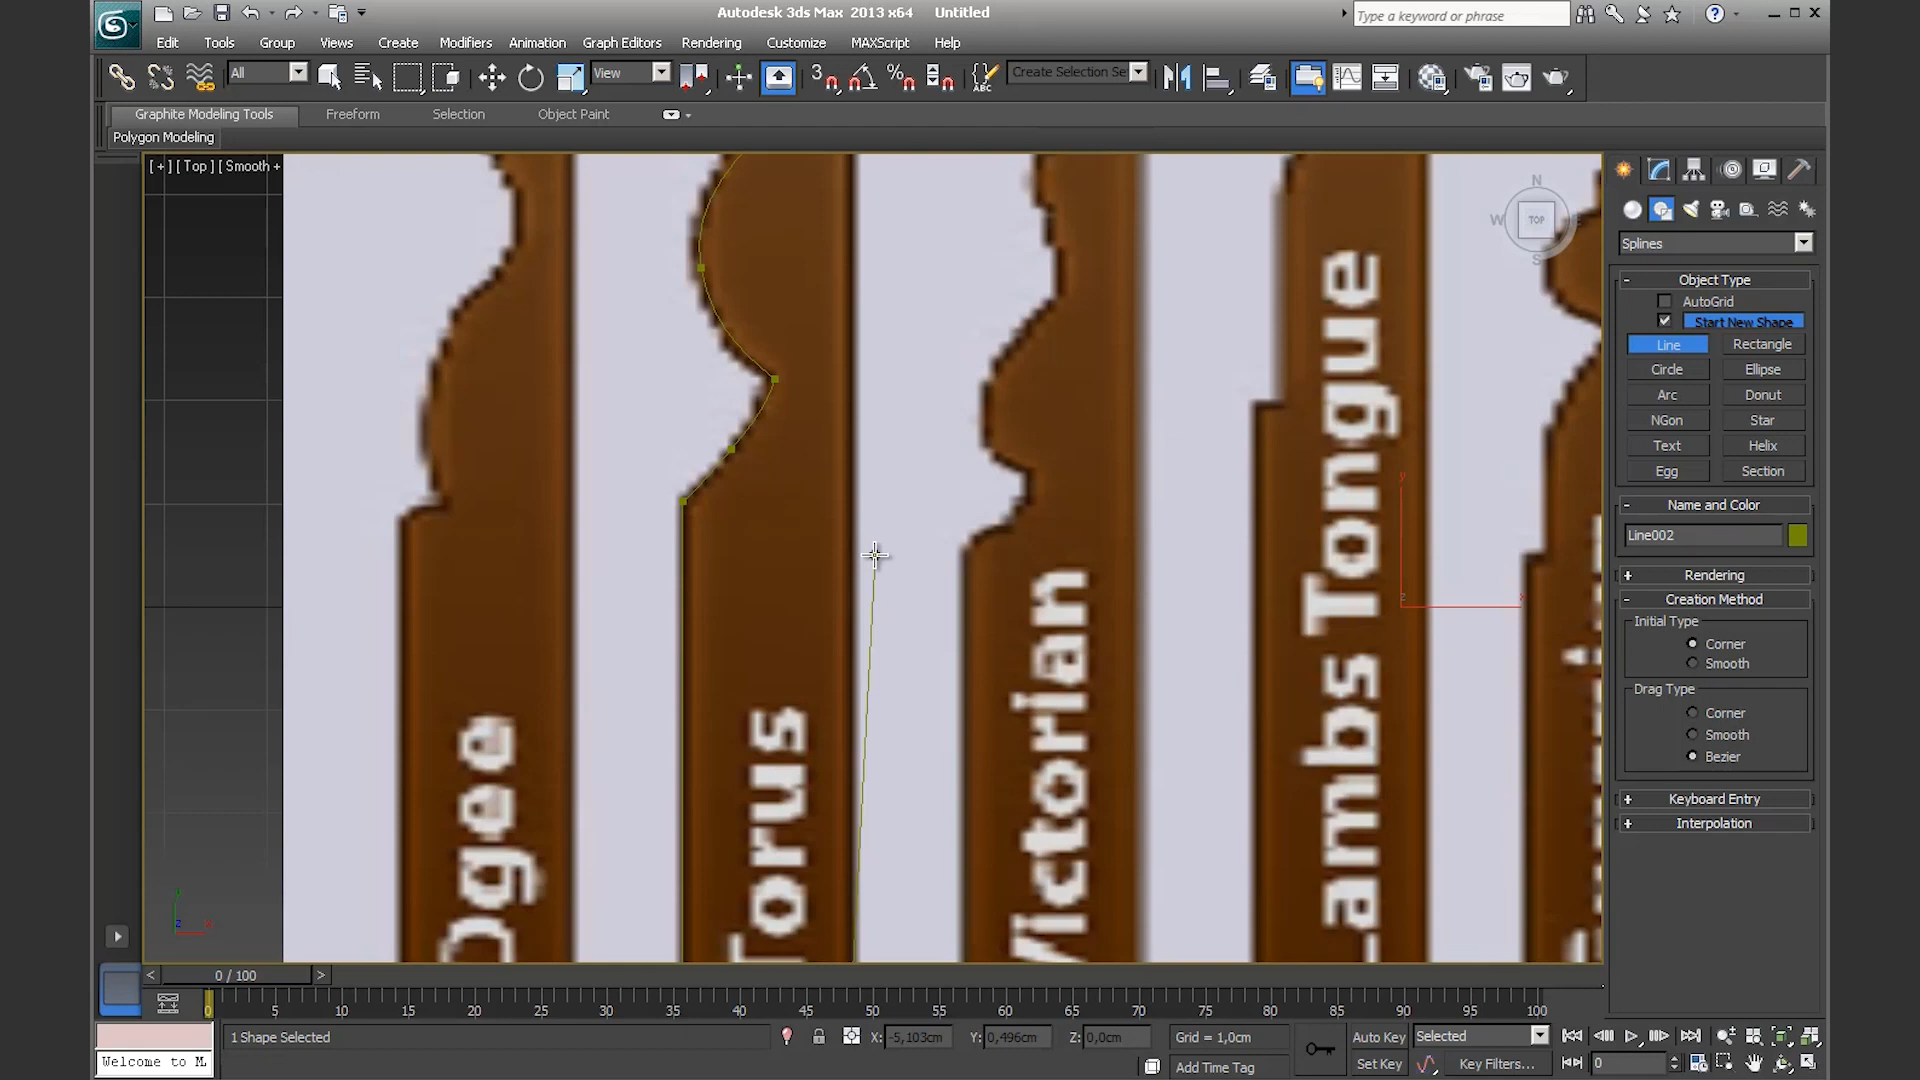 Autodesk 3ds Max 2013 x64 Untitled
Type a keyword or phrase
Edit Tools Group Views Create Modifiers Animation Graph Editors Rendering Customize MAXScript Help
All
View
3
ABC
Create Selection Se
Graphite Modeling Tools Freeform Selection Object Paint
Polygon Modeling
[ + ] [ Top ] [ Smooth +
N
W TOP
S
Ogee
Torus
Victorian
Lambs Tongue
y
z x
Splines
- Object Type
AutoGrid
Start New Shape
Line Rectangle
Circle Ellipse
Arc Donut
NGon Star
Text Helix
Egg Section
- Name and Color
Line002
+ Rendering
- Creation Method
Initial Type
Corner
Smooth
Drag Type
Corner
Smooth
Bezier
+ Keyboard Entry
+ Interpolation
< 0 / 100 >
0 5 10 15 20 25 30 35 40 45 50 55 60 65 70 75 80 85 90 95 100
1 Shape Selected X: -5,103cm Y: 0,496cm Z: 0,0cm Grid = 1,0cm Auto Key Selected
Welcome to M. Add Time Tag Set Key Key Filters... 0